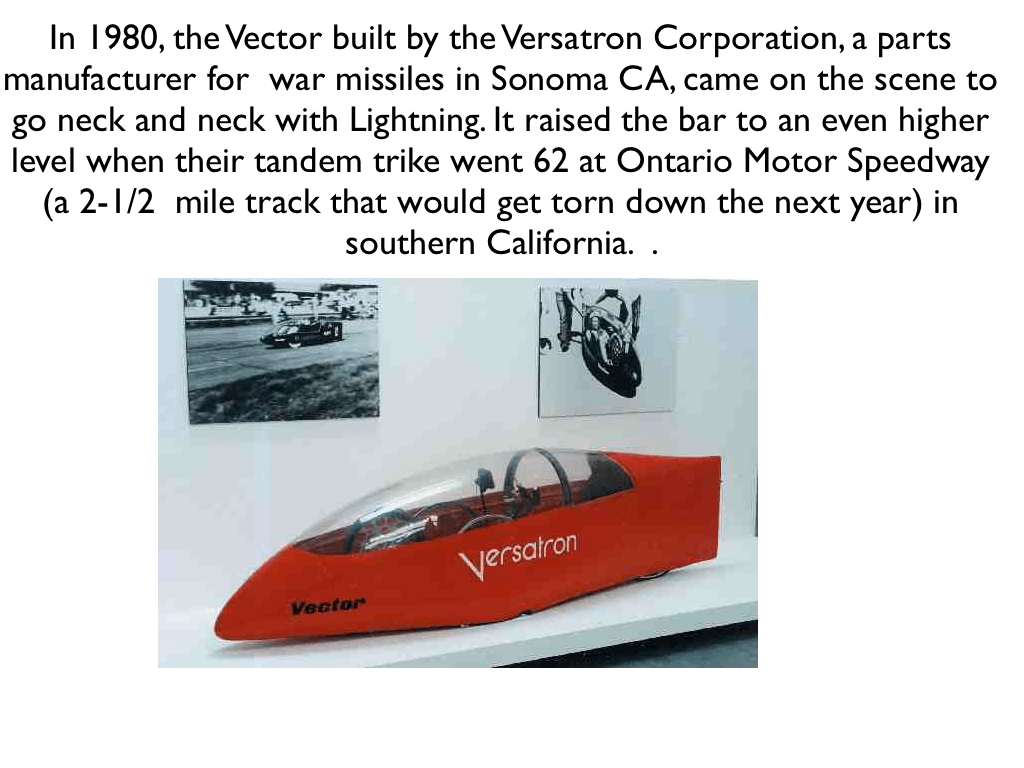 In 1980, the Vector built by the Versatron Corporation, a parts
manufacturer for  war missiles in Sonoma CA, came on the scene to
go neck and neck with Lightning. It raised the bar to an even higher
level when their tandem trike went 62 at Ontario Motor Speedway
(a 2-1/2  mile track that would get torn down the next year) in
southern California.  .
Versatron
Vector